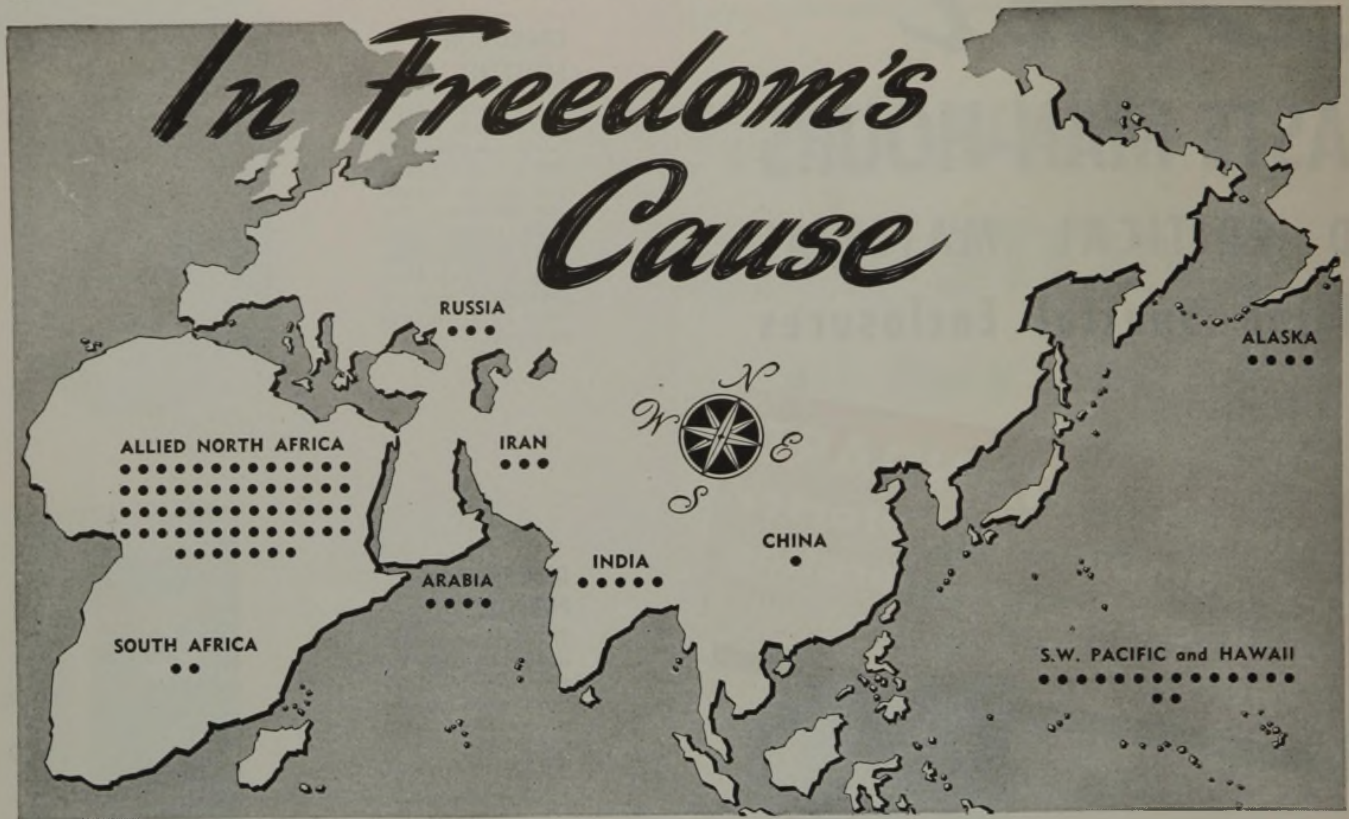 In Freedom's
Cause
RUSSIA
ALASKA
N
W
E
S
ALLIED NORTH AFRICA
IRAN
CHINA
INDIA
ARABIA
SOUTH AFRICA
S.W. PACIFIC and HAWAII